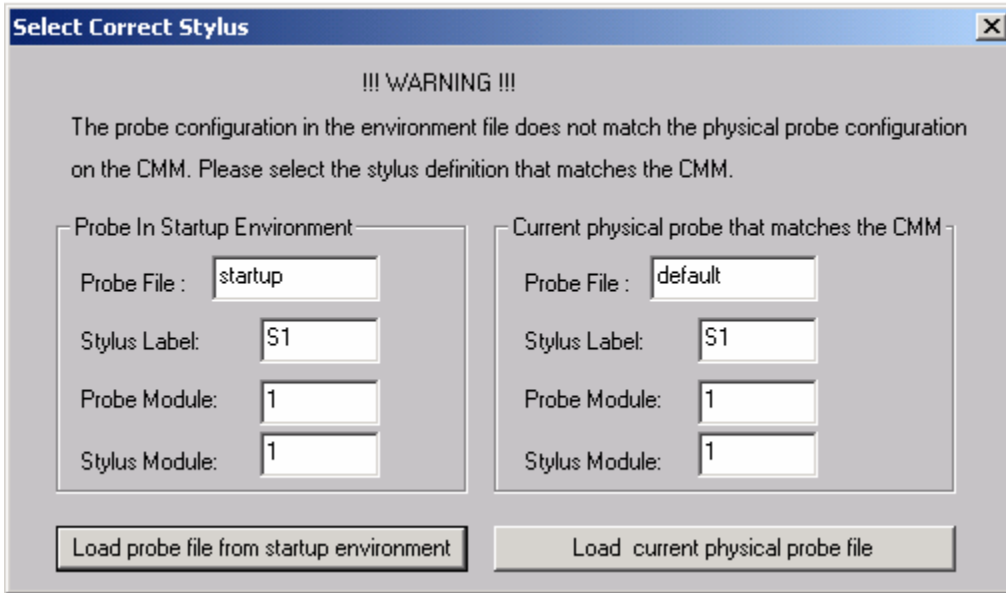 Select Correct Stylus
!!! WARNING !!!
The probe configuration in the environment file does not match the physical probe configuration
on the CMM. Please select the stylus definition that matches the CMM.
Probe In Startup Environment
Probe File : startup
Stylus Label: S1
Probe Module: 1
Stylus Module: 1
Current physical probe that matches the CMM
Probe File : default
Stylus Label: S1
Probe Module: 1
Stylus Module: 1
Load probe file from startup environment
Load current physical probe file